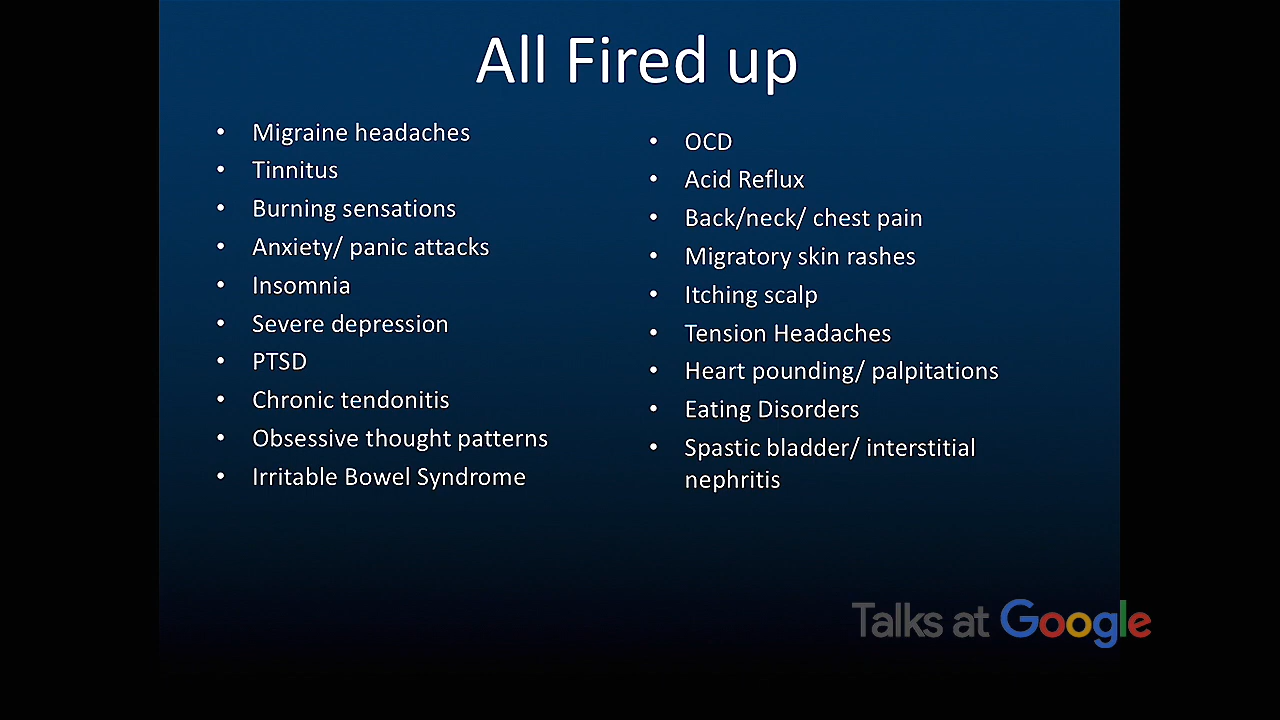 All Fired up
• Migraine headaches
• Tinnitus
• Burning sensations
• Anxiety/ panic attacks
• Insomnia
• Severe depression
• PTSD
• Chronic tendonitis
• Obsessive thought patterns
• Irritable Bowel Syndrome
• OCD
• Acid Reflux
• Back/neck/ chest pain
• Migratory skin rashes
• Itching scalp
• Tension Headaches
• Heart pounding/ palpitations
• Eating Disorders
• Spastic bladder/ interstitial
nephritis
Talks at Google